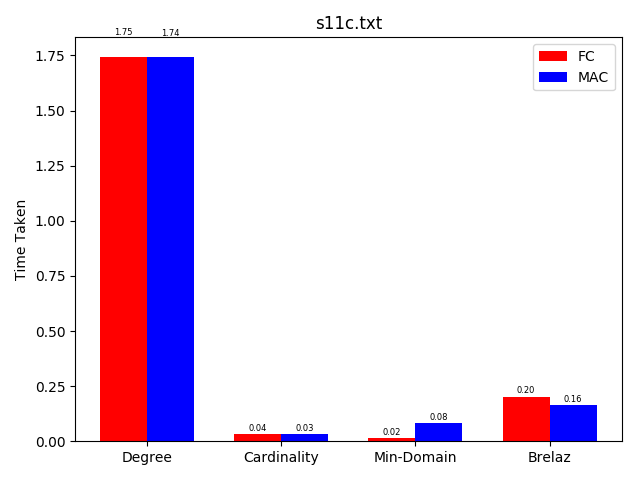 s11c.txt
Time Taken
1.75
1.50
1.25
1.00
0.75
0.50
0.25
0.00
1.75
1.74
0.04
0.03
0.02
0.08
0.20
0.16
FC
MAC
Degree
Cardinality
Min-Domain
Brelaz